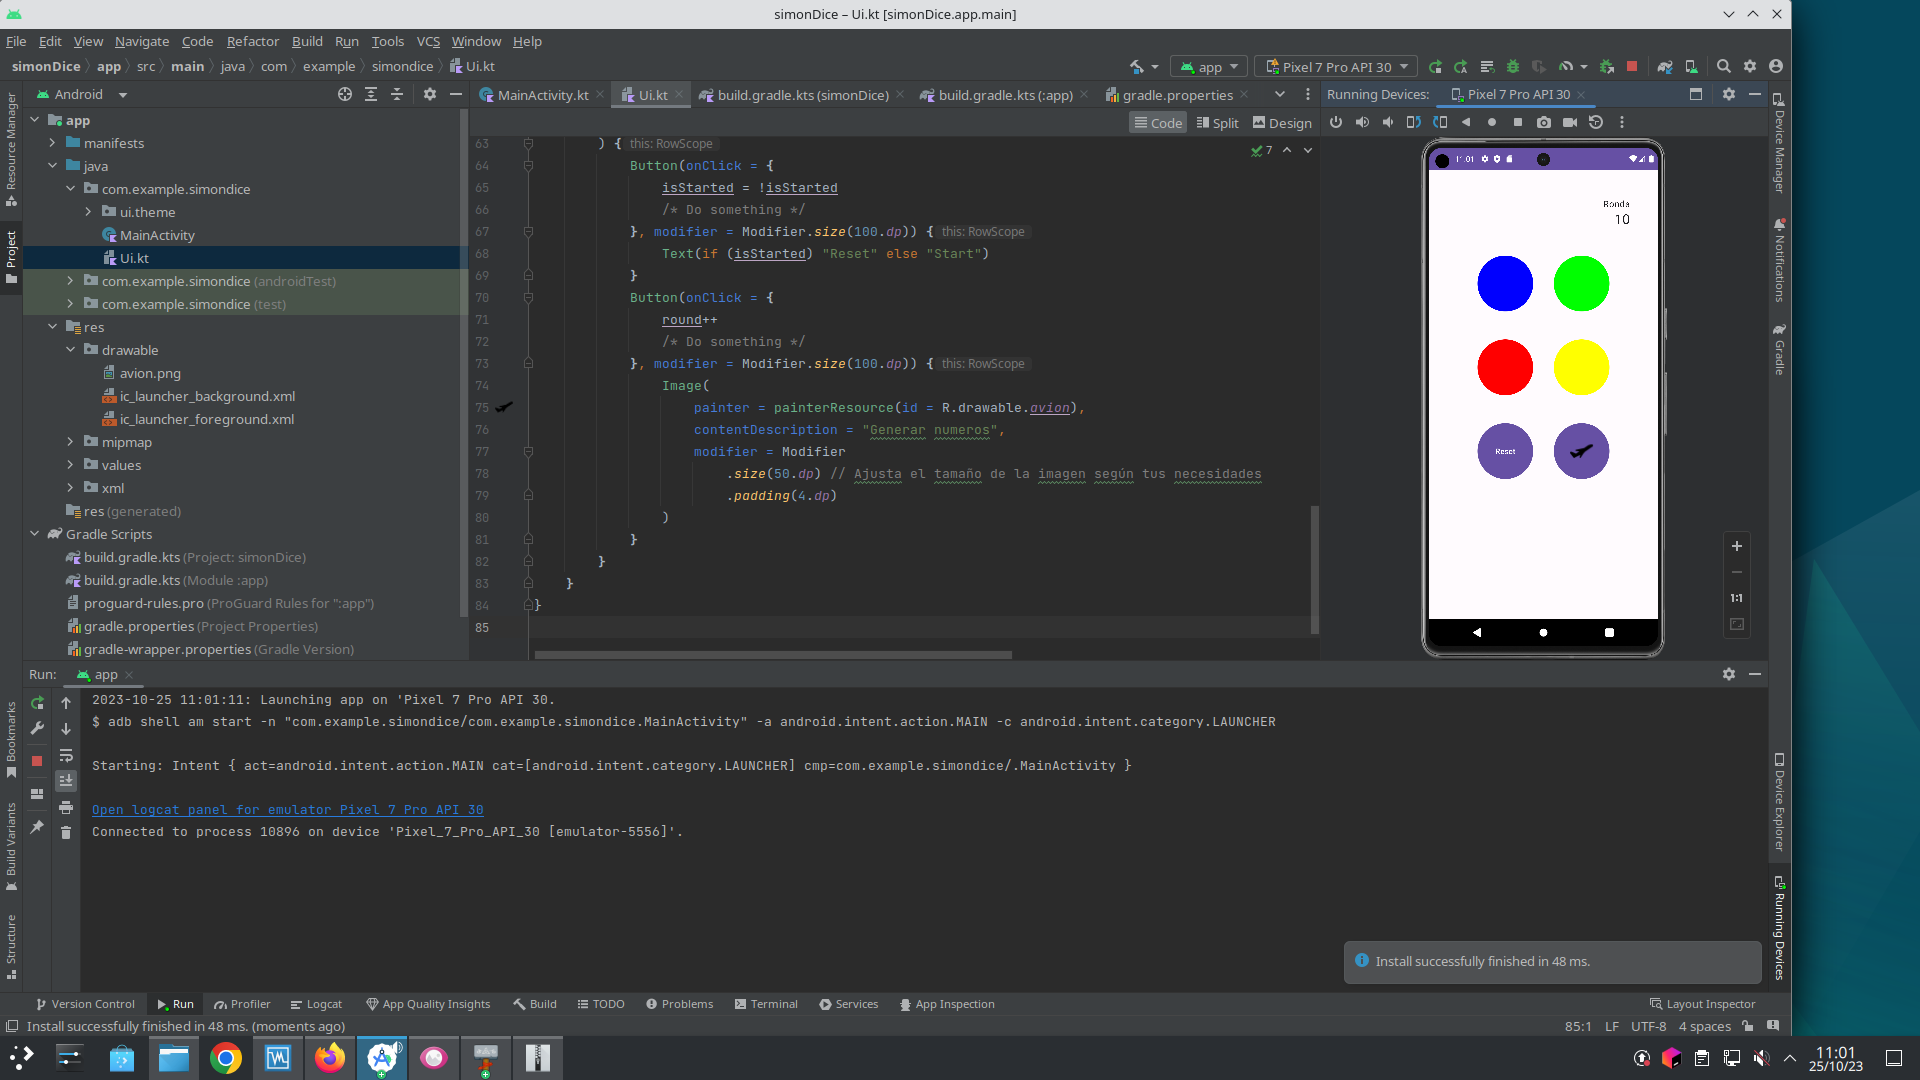 simonDice – Ui.kt [simonDice.app.main]
File Edit View Navigate Code Refactor Build Run Tools VCS Window Help
simonDice app src main java com example simondice Ui.kt
app Pixel 7 Pro API 30
Android
MainActivity.kt Ui.kt build.gradle.kts (simonDice) build.gradle.kts (:app) gradle.properties
Running Devices: Pixel 7 Pro API 30
Code Split Design
Resource Manager
Project
Bookmarks
Build Variants
Structure
app
manifests
java
com.example.simondice
ui.theme
MainActivity
Ui.kt
com.example.simondice (androidTest)
com.example.simondice (test)
res
drawable
avion.png
ic_launcher_background.xml
ic_launcher_foreground.xml
mipmap
values
xml
res (generated)
Gradle Scripts
build.gradle.kts (Project: simonDice)
build.gradle.kts (Module :app)
proguard-rules.pro (ProGuard Rules for ":app")
gradle.properties (Project Properties)
gradle-wrapper.properties (Gradle Version)
7
63 ) { this: RowScope
64 Button(onClick = {
65 isStarted = !isStarted
66 /* Do something */
67 }, modifier = Modifier.size(100.dp)) { this: RowScope
68 Text(if (isStarted) "Reset" else "Start")
69 }
70 Button(onClick = {
71 round++
72 /* Do something */
73 }, modifier = Modifier.size(100.dp)) { this: RowScope
74 Image(
75 painter = painterResource(id = R.drawable.avion),
76 contentDescription = "Generar numeros",
77 modifier = Modifier
78 .size(50.dp) // Ajusta el tamaño de la imagen según tus necesidades
79 .padding(4.dp)
80 )
81 }
82 }
83 }
84 }
85
11:01
Ronda
10
Reset
1:1
Device Manager
Notifications
Gradle
Device Explorer
Running Devices
Run: app
2023-10-25 11:01:11: Launching app on 'Pixel 7 Pro API 30.
$ adb shell am start -n "com.example.simondice/com.example.simondice.MainActivity" -a android.intent.action.MAIN -c android.intent.category.LAUNCHER
Starting: Intent { act=android.intent.action.MAIN cat=[android.intent.category.LAUNCHER] cmp=com.example.simondice/.MainActivity }
Open logcat panel for emulator Pixel 7 Pro API 30
Connected to process 10896 on device 'Pixel_7_Pro_API_30 [emulator-5556]'.
Install successfully finished in 48 ms.
Version Control Run Profiler Logcat App Quality Insights Build TODO Problems Terminal Services App Inspection Layout Inspector
Install successfully finished in 48 ms. (moments ago)
85:1 LF UTF-8 4 spaces
11:01
25/10/23